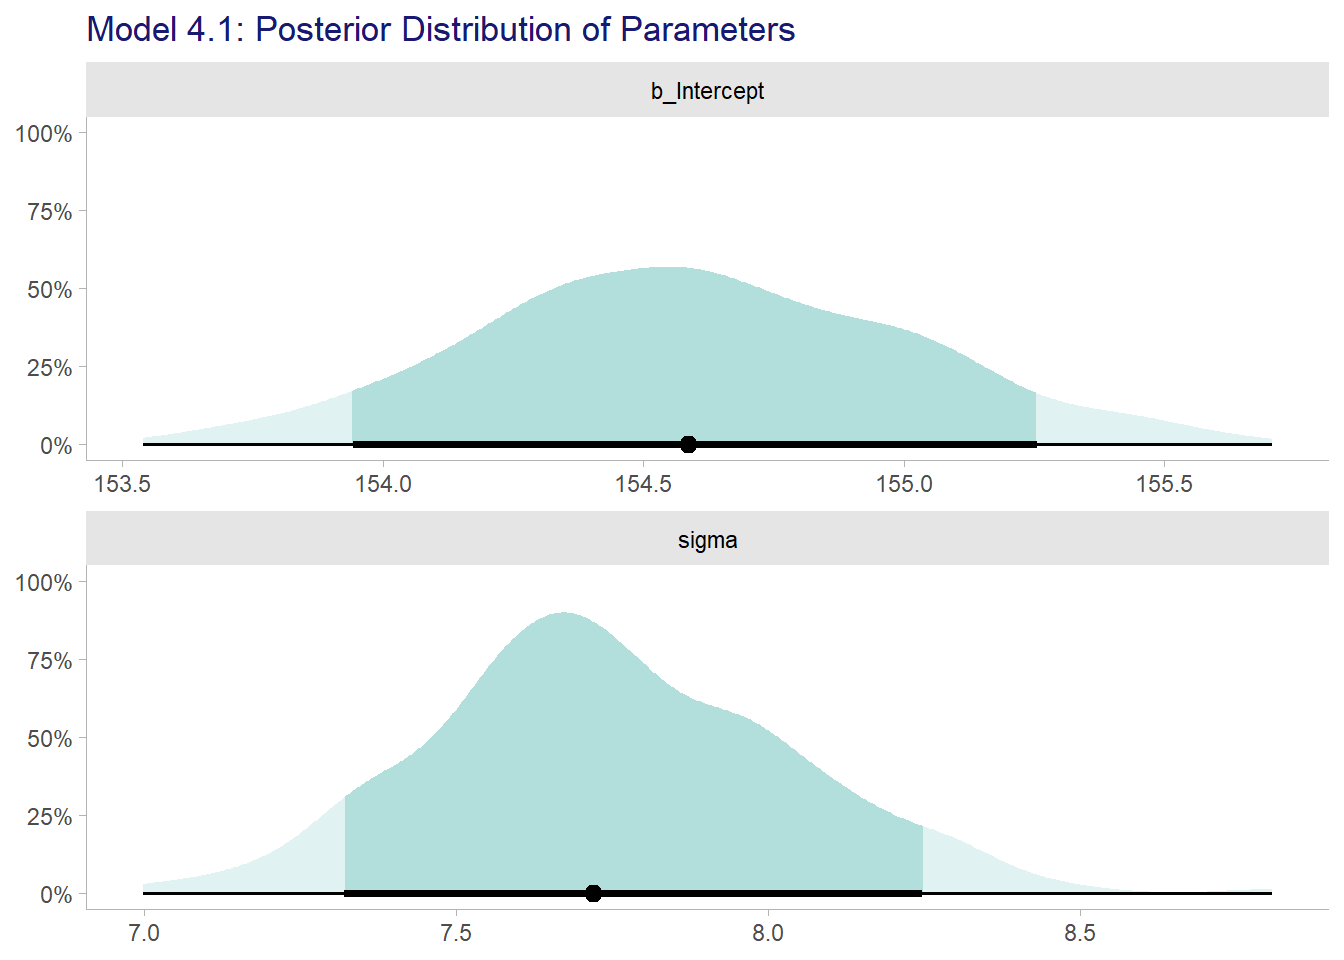 Model 4.1: Posterior Distribution of Parameters
b_Intercept
100%
75%
50%
25%
0%
153.5 154.0 154.5 155.0 155.5
sigma
100%
75%
50%
25%
0%
7.0 7.5 8.0 8.5